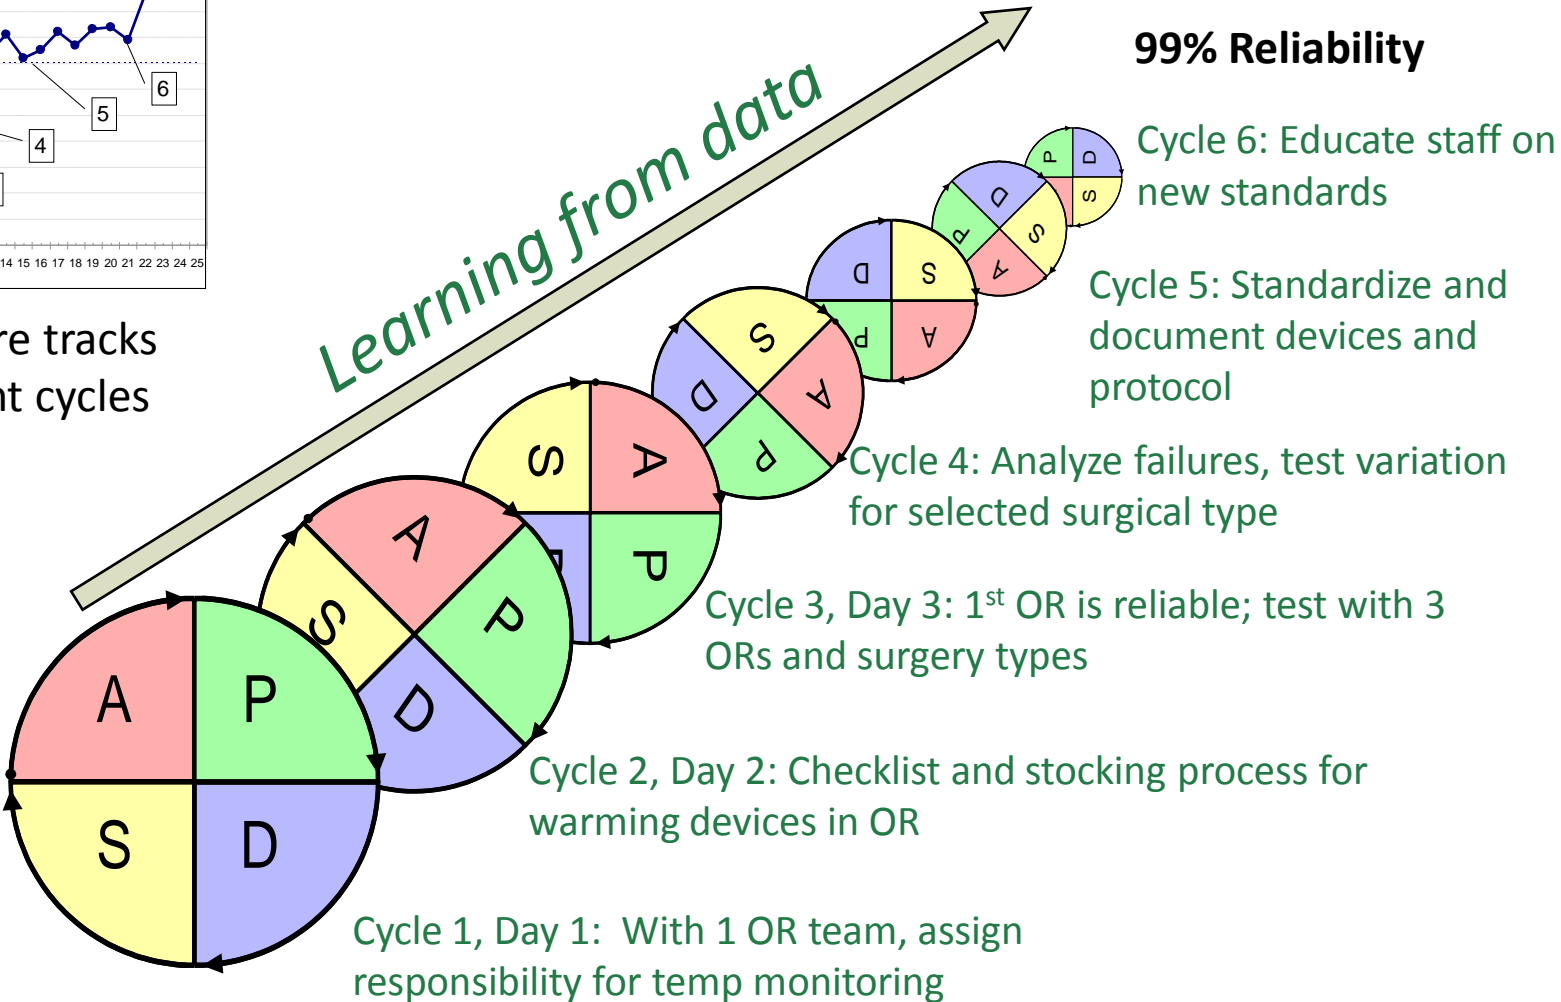 99% Reliability
6
5
4
14 15 16 17 18 19 20 21 22 23 24 25
re tracks
nt cycles
Learning from data
P D
S
Cycle 6: Educate staff on
new standards
D
P S
A
D S
P A
Cycle 5: Standardize and
document devices and
protocol
S
D A
P
Cycle 4: Analyze failures, test variation
for selected surgical type
S A
P
Cycle 3, Day 3: 1st OR is reliable; test with 3
ORs and surgery types
A
S P
D
Cycle 2, Day 2: Checklist and stocking process for
warming devices in OR
A P
S D
Cycle 1, Day 1: With 1 OR team, assign
responsibility for temp monitoring